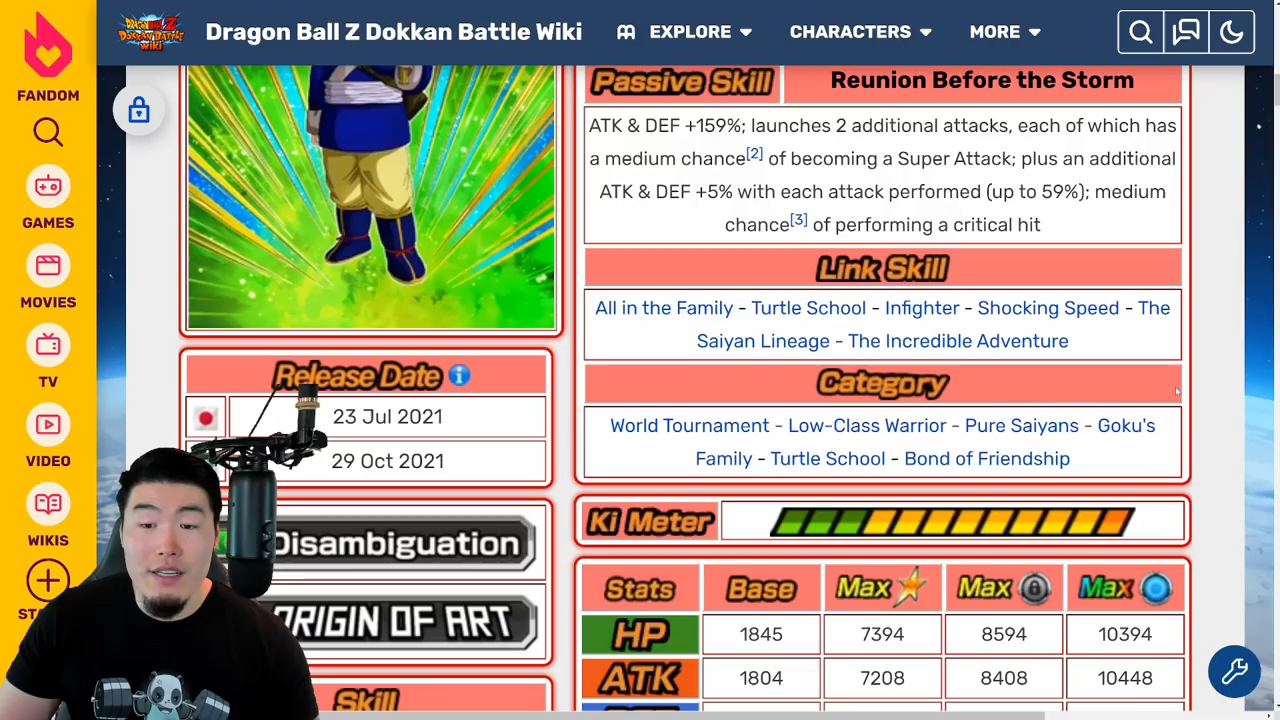 DRAGON BALL Z DOKKAN BATTLE WIKI
Dragon Ball Z Dokkan Battle Wiki
EXPLORE
CHARACTERS
MORE
FANDOM
GAMES
MOVIES
TV
VIDEO
WIKIS
Passive Skill
Reunion Before the Storm
ATK & DEF +159%; launches 2 additional attacks, each of which has
a medium chance[2] of becoming a Super Attack; plus an additional
ATK & DEF +5% with each attack performed (up to 59%); medium
chance[3] of performing a critical hit
Link Skill
All in the Family - Turtle School - Infighter - Shocking Speed - The
Saiyan Lineage - The Incredible Adventure
Category
World Tournament - Low-Class Warrior - Pure Saiyans - Goku's
Family - Turtle School - Bond of Friendship
Release Date
23 Jul 2021
29 Oct 2021
Disambiguation
ORIGIN OF ART
Skill
Ki Meter
Stats Base Max Max Max
HP 1845 7394 8594 10394
ATK 1804 7208 8408 10448